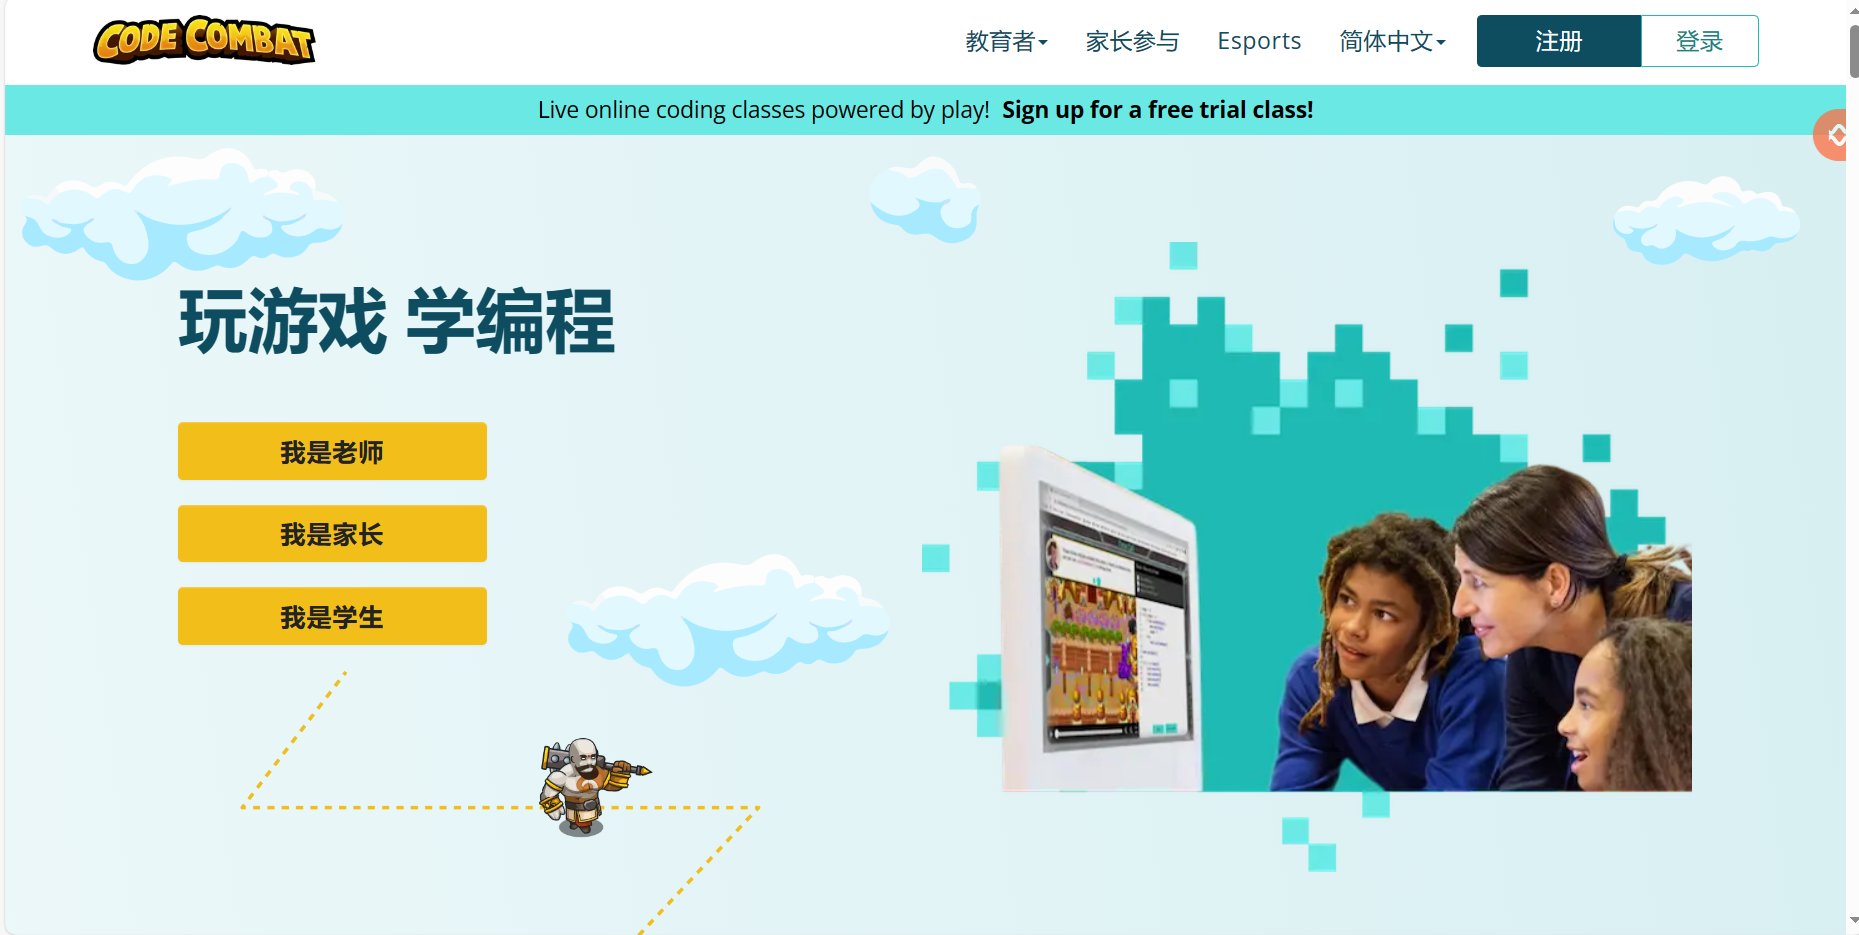 CODE COMBAT
教育者
家长参与
Esports
简体中文
注册
登录
Live online coding classes powered by play! Sign up for a free trial class!
玩游戏 学编程
我是老师
我是家长
我是学生